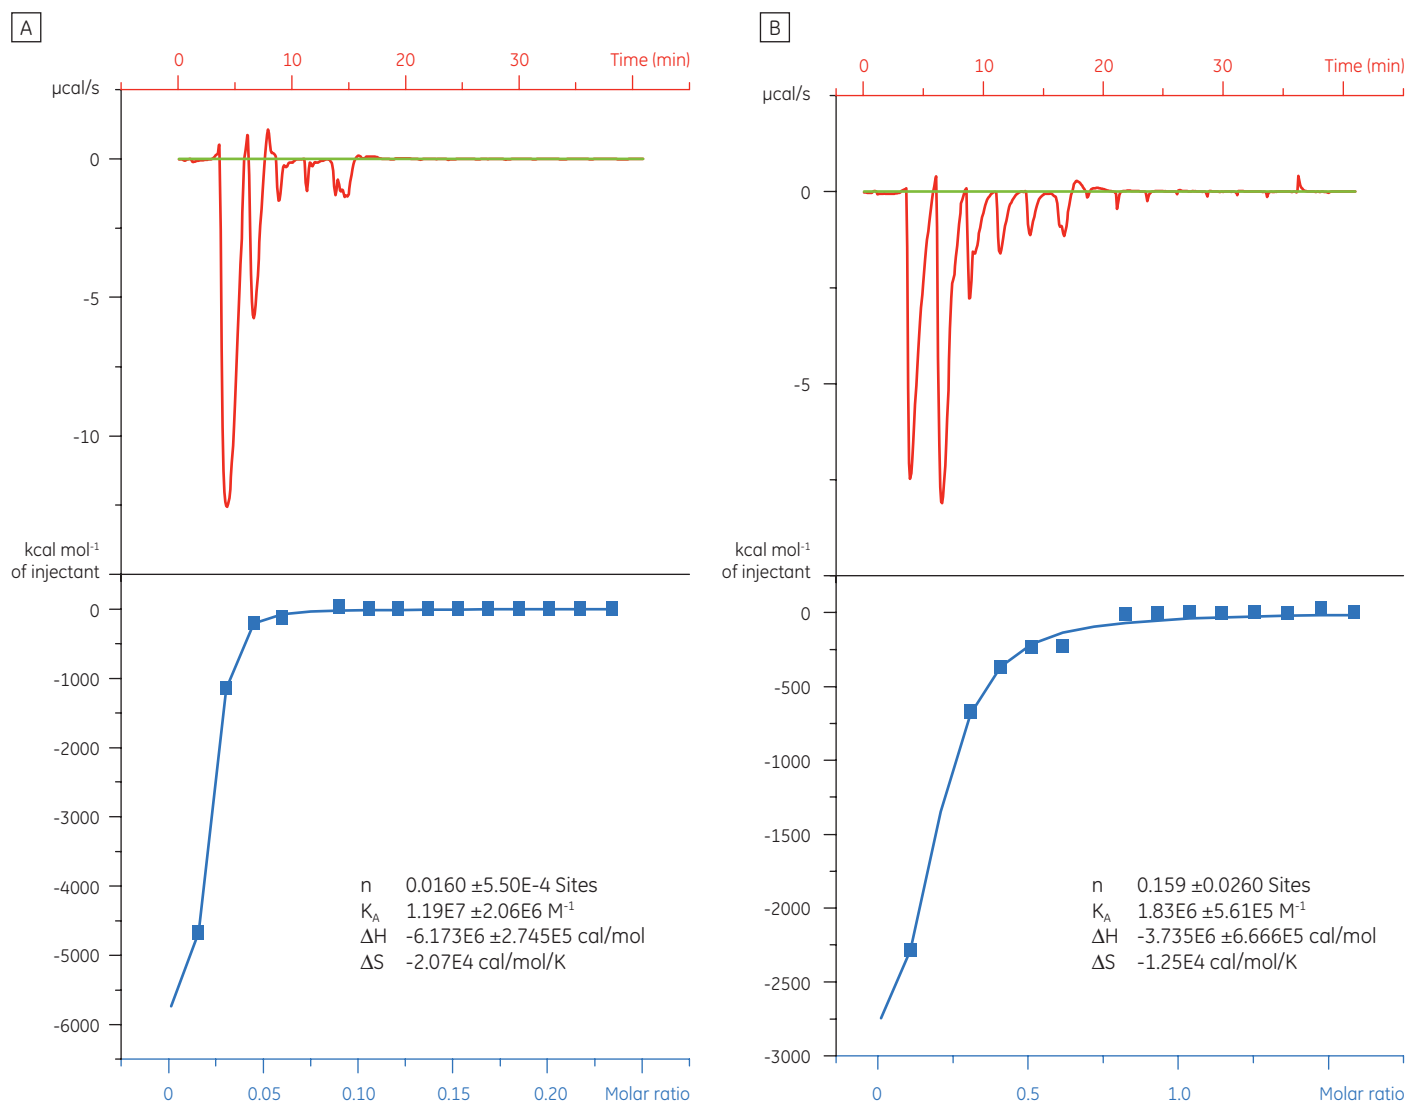 A
0 10 20 30 Time (min)
µcal/s
0
-5
-10
kcal mol⁻¹
of injectant
0
-1000
-2000
-3000
-4000
-5000
-6000
n 0.0160 ±5.50E-4 Sites
K_A 1.19E7 ±2.06E6 M⁻¹
ΔH -6.173E6 ±2.745E5 cal/mol
ΔS -2.07E4 cal/mol/K
0 0.05 0.10 0.15 0.20 Molar ratio
B
0 10 20 30 Time (min)
µcal/s
0
-5
kcal mol⁻¹
of injectant
0
-500
-1000
-1500
-2000
-2500
-3000
n 0.159 ±0.0260 Sites
K_A 1.83E6 ±5.61E5 M⁻¹
ΔH -3.735E6 ±6.666E5 cal/mol
ΔS -1.25E4 cal/mol/K
0 0.5 1.0 Molar ratio